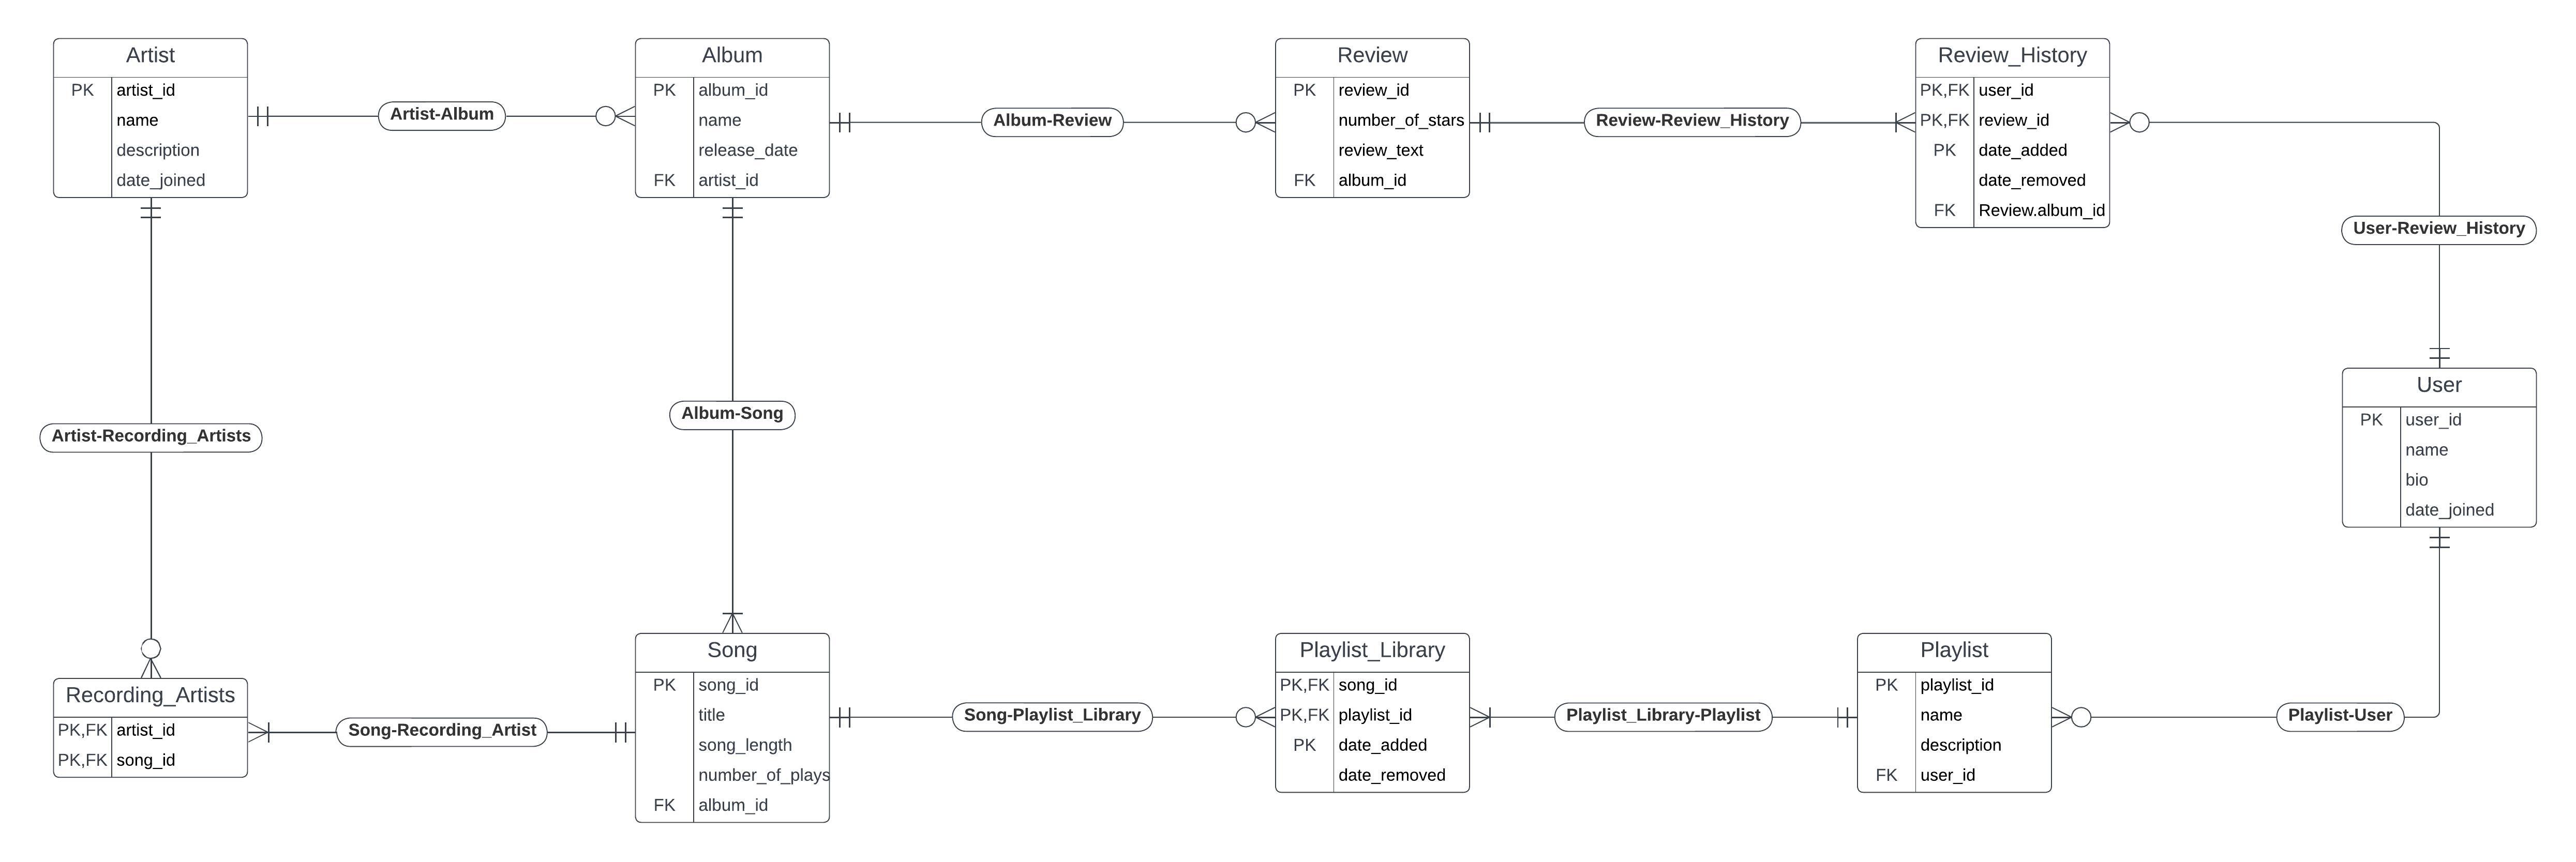 Artist
PK artist_id
name
description
date_joined
Artist-Album
Album
PK album_id
name
release_date
FK artist_id
Album-Review
Review
PK review_id
number_of_stars
review_text
FK album_id
Review-Review_History
Review_History
PK,FK user_id
PK,FK review_id
PK date_added
date_removed
FK Review.album_id
User-Review_History
User
PK user_id
name
bio
date_joined
Artist-Recording_Artists
Album-Song
Recording_Artists
PK,FK artist_id
PK,FK song_id
Song-Recording_Artist
Song
PK song_id
title
song_length
number_of_plays
FK album_id
Song-Playlist_Library
Playlist_Library
PK,FK song_id
PK,FK playlist_id
PK date_added
date_removed
Playlist_Library-Playlist
Playlist
PK playlist_id
name
description
FK user_id
Playlist-User